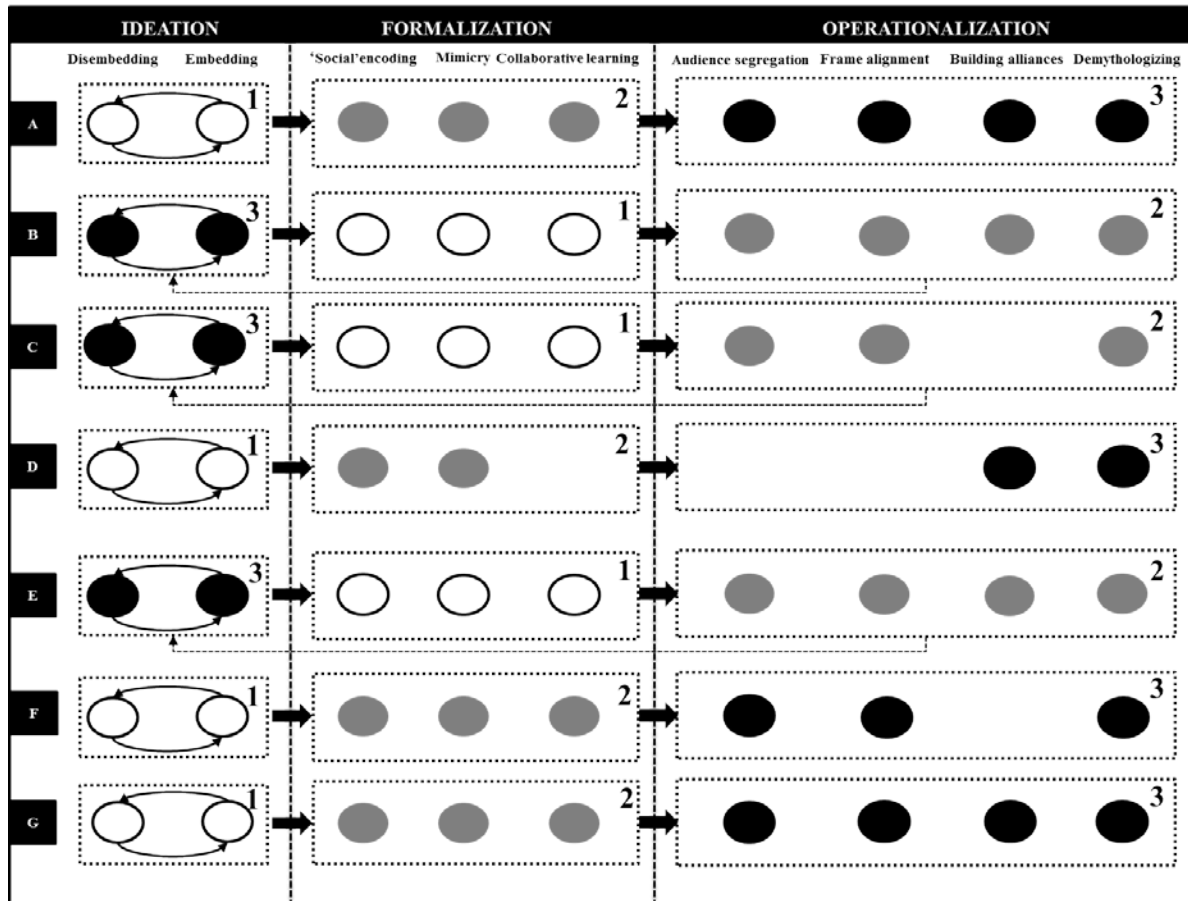 IDEATION FORMALIZATION OPERATIONALIZATION
Disembedding Embedding ‘Social’encoding Mimicry Collaborative learning Audience segregation Frame alignment Building alliances Demythologizing
A 1 2 3
B 3 1 2
C 3 1 2
D 1 2 3
E 3 1 2
F 1 2 3
G 1 2 3